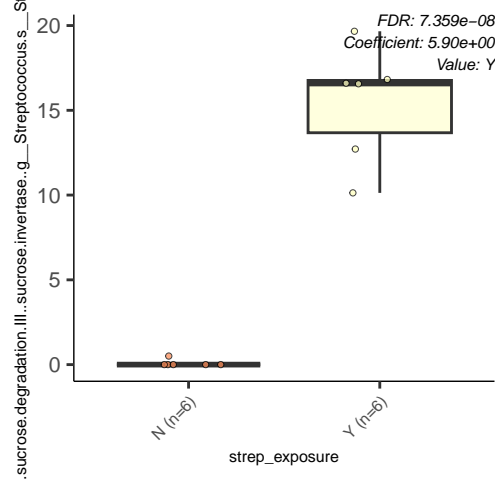 FDR: 7.359e−08
Coefficient: 5.90e+00
Value: Y
.sucrose.degradation.III..sucrose.invertase..g__Streptococcus.s__St
20
15
10
5
0
N (n=6)
Y (n=6)
strep_exposure